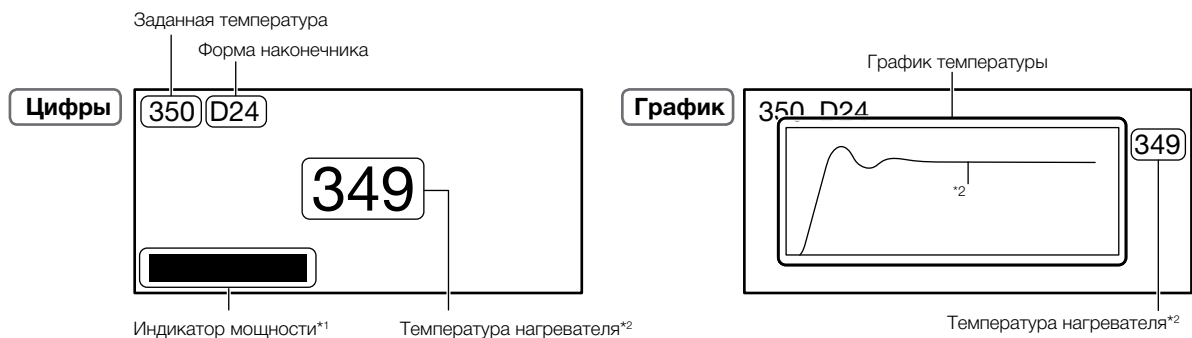 Заданная температура
Форма наконечника
Цифры
350 D24
349
Индикатор мощности*1
Температура нагревателя*2
График температуры
График
350 D24
349
*2
Температура нагревателя*2